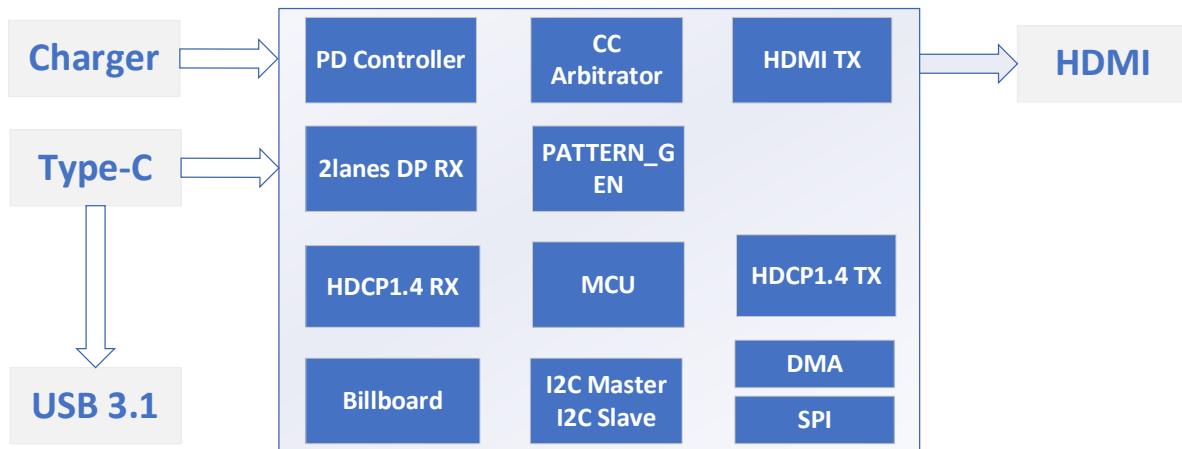 Charger
PD Controller
CC
Arbitrator
HDMI TX
HDMI
Type-C
2lanes DP RX
PATTERN_G
EN
HDCP1.4 RX
MCU
HDCP1.4 TX
USB 3.1
Billboard
I2C Master
I2C Slave
DMA
SPI